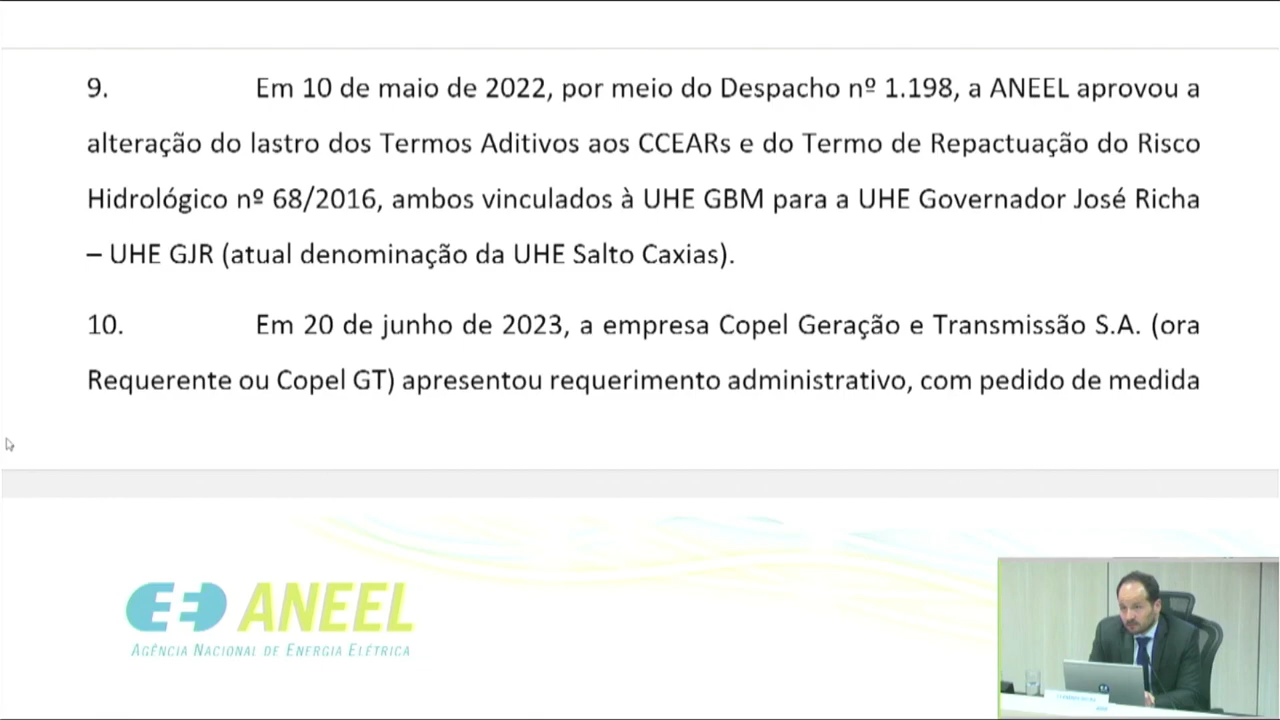 9. Em 10 de maio de 2022, por meio do Despacho nº 1.198, a ANEEL aprovou a
alteração do lastro dos Termos Aditivos aos CCEARs e do Termo de Repactuação do Risco
Hidrológico nº 68/2016, ambos vinculados à UHE GBM para a UHE Governador José Richa
– UHE GJR (atual denominação da UHE Salto Caxias).
10. Em 20 de junho de 2023, a empresa Copel Geração e Transmissão S.A. (ora
Requerente ou Copel GT) apresentou requerimento administrativo, com pedido de medida
ANEEL
AGÊNCIA NACIONAL DE ENERGIA ELÉTRICA